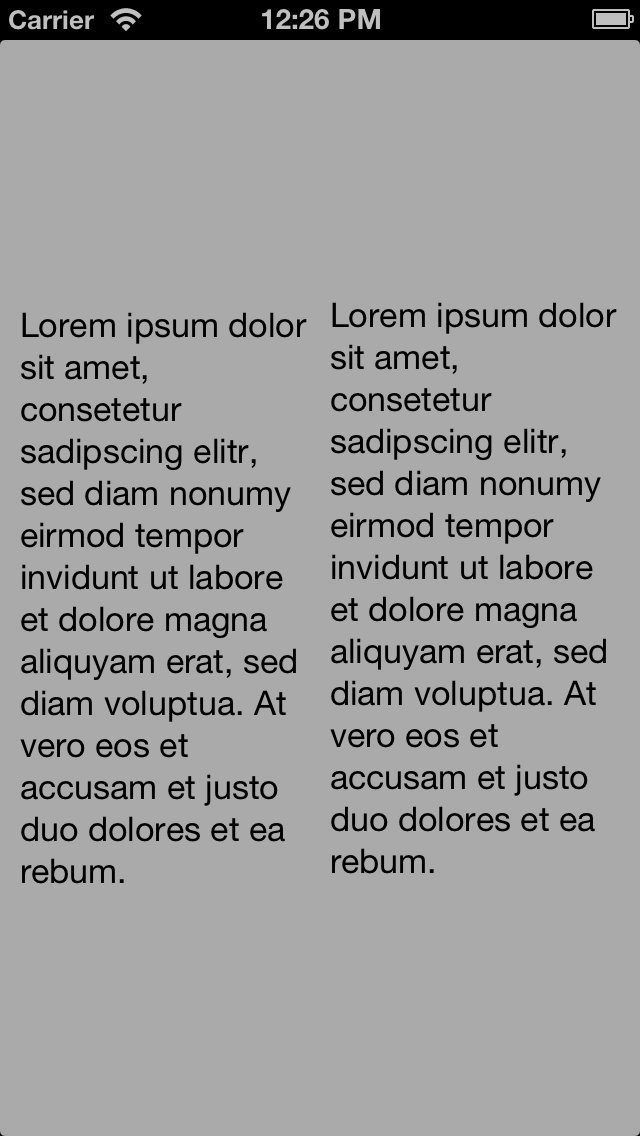 Carrier 12:26 PM
Lorem ipsum dolor
sit amet,
consetetur
sadipscing elitr,
sed diam nonumy
eirmod tempor
invidunt ut labore
et dolore magna
aliquyam erat, sed
diam voluptua. At
vero eos et
accusam et justo
duo dolores et ea
rebum.
Lorem ipsum dolor
sit amet,
consetetur
sadipscing elitr,
sed diam nonumy
eirmod tempor
invidunt ut labore
et dolore magna
aliquyam erat, sed
diam voluptua. At
vero eos et
accusam et justo
duo dolores et ea
rebum.